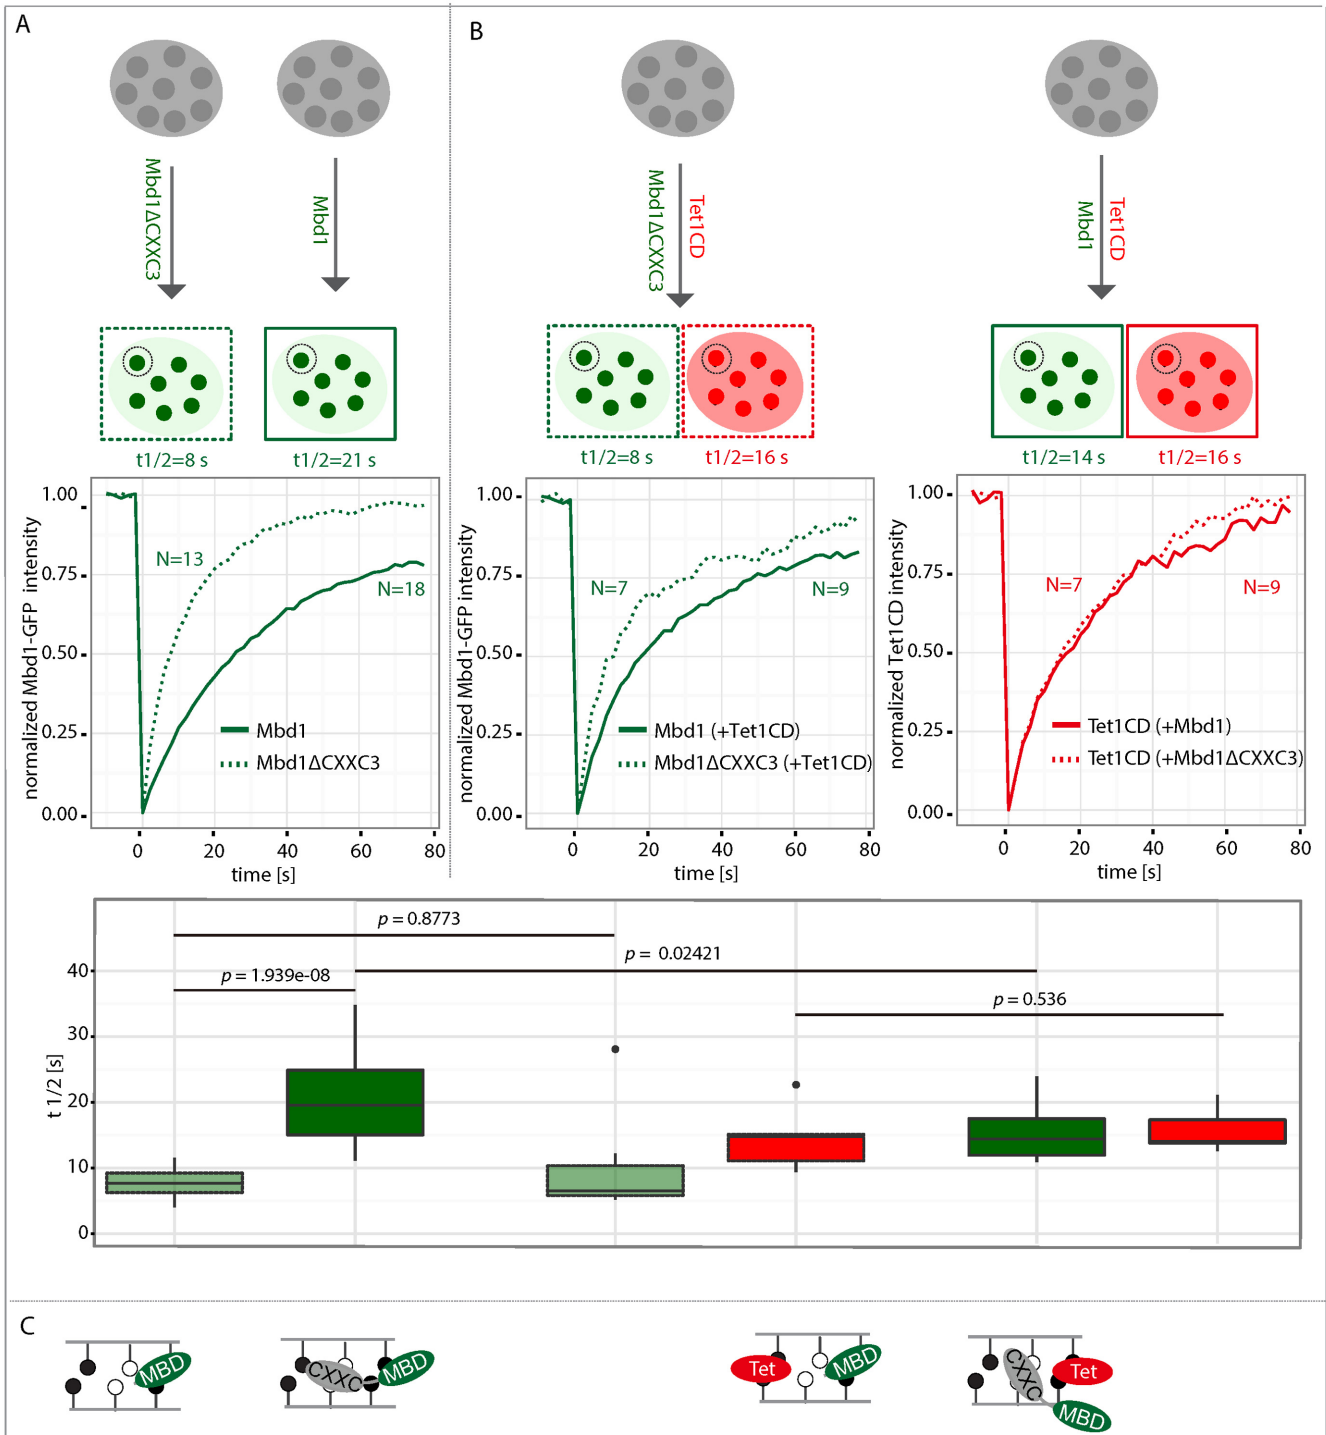 A
B
Mbd1ΔCXXC3
Mbd1
Mbd1ΔCXXC3
Tet1CD
Mbd1
Tet1CD
t1/2=8 s
t1/2=21 s
t1/2=8 s
t1/2=16 s
t1/2=14 s
t1/2=16 s
normalized Mbd1-GFP intensity
1.00
0.75
0.50
0.25
0.00
N=13
N=18
Mbd1
Mbd1ΔCXXC3
0 20 40 60 80
time [s]
normalized Mbd1-GFP intensity
1.00
0.75
0.50
0.25
0.00
N=7
N=9
Mbd1 (+Tet1CD)
Mbd1ΔCXXC3 (+Tet1CD)
0 20 40 60 80
time [s]
normalized Tet1CD intensity
1.00
0.75
0.50
0.25
0.00
N=7
N=9
Tet1CD (+Mbd1)
Tet1CD (+Mbd1ΔCXXC3)
0 20 40 60 80
time [s]
p = 0.8773
p = 0.02421
p = 1.939e-08
p = 0.536
t 1/2 [s]
40
30
20
10
0
C
MBD
CXXC
MBD
Tet
MBD
CXXC
Tet
MBD